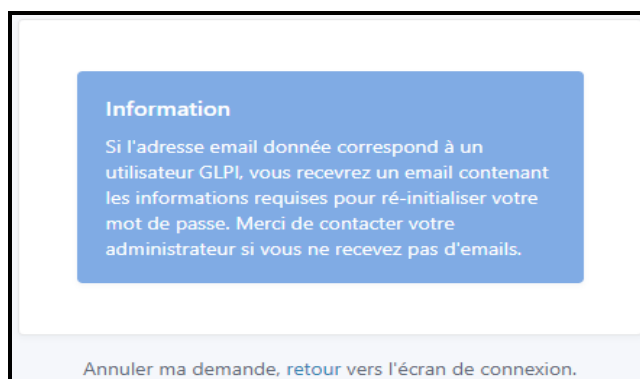 Information
Si l'adresse email donnée correspond à un
utilisateur GLPI, vous recevrez un email contenant
les informations requises pour ré-initialiser votre
mot de passe. Merci de contacter votre
administrateur si vous ne recevez pas d'emails.
Annuler ma demande, retour vers l'écran de connexion.